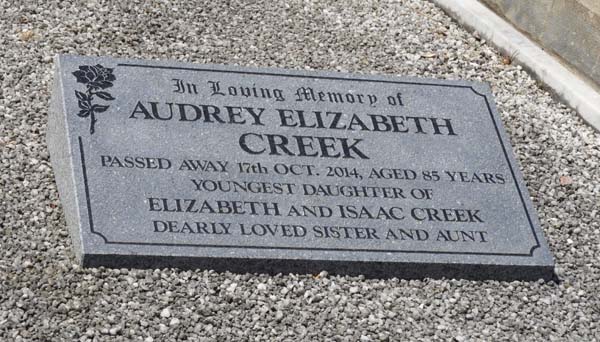 In Loving Memory of
AUDREY ELIZABETH
CREEK
PASSED AWAY 17th OCT. 2014, AGED 85 YEARS
YOUNGEST DAUGHTER OF
ELIZABETH AND ISAAC CREEK
DEARLY LOVED SISTER AND AUNT